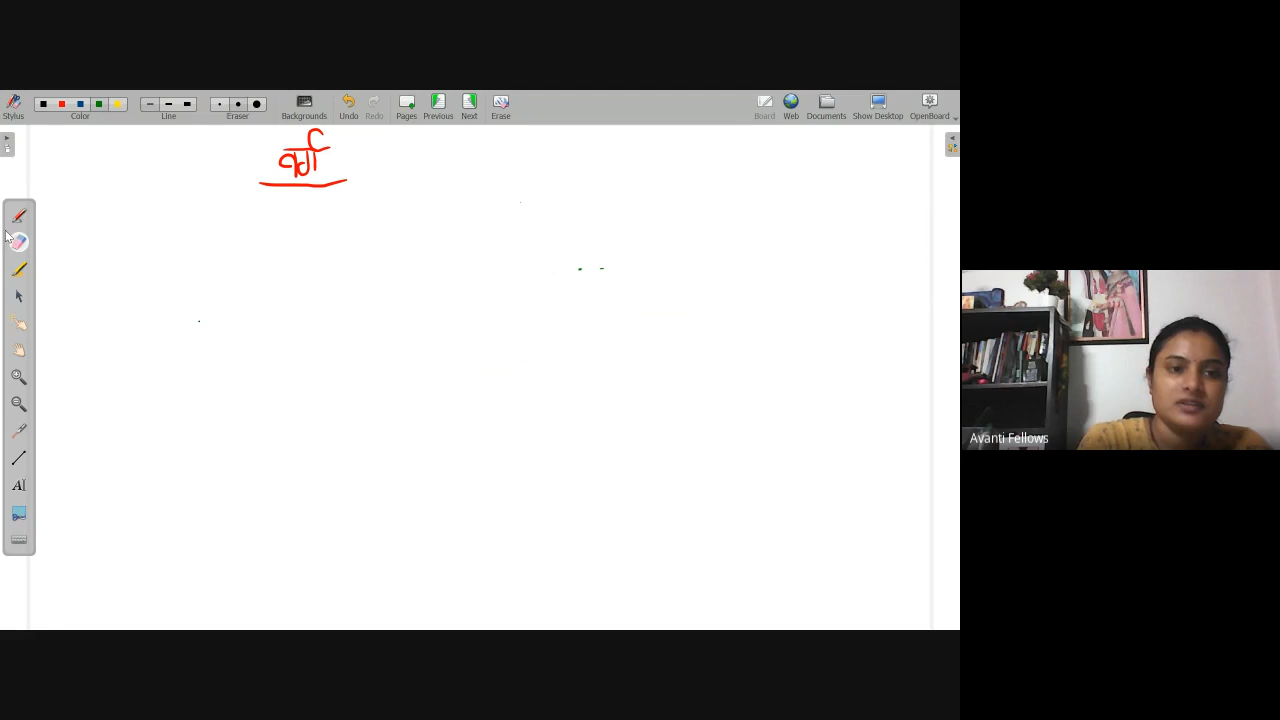 वर्ग
Stylus
Color
Line
Eraser
Backgrounds
Undo
Redo
Pages
Previous
Next
Erase
Board
Web
Documents
Show Desktop
OpenBoard
Avanti Fellows